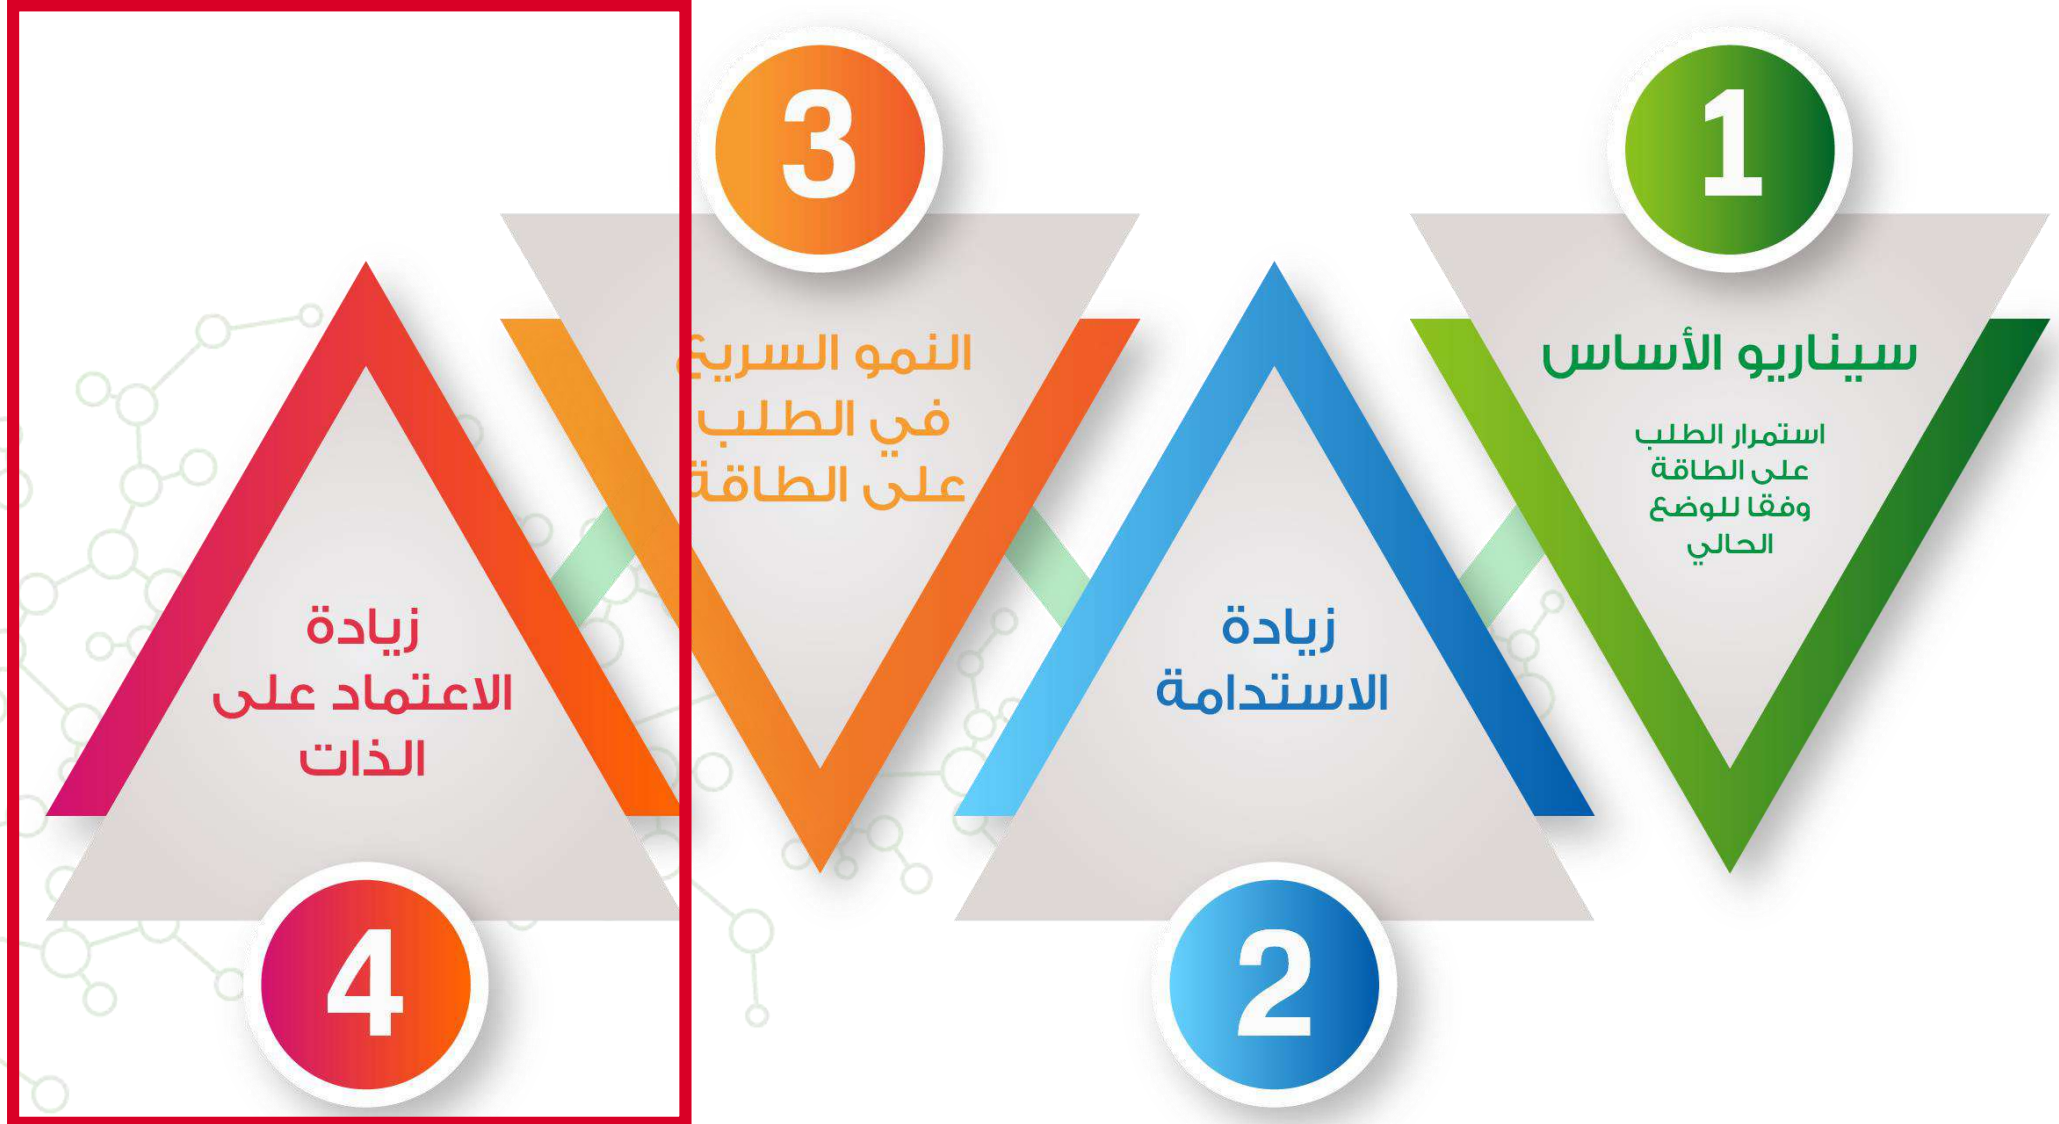 1
سيناريو الأساس
استمرار الطلب
على الطاقة
وفقا للوضع
الحالي
2
زيادة
الاستدامة
3
النمو السريع
في الطلب
على الطاقة
4
زيادة
الاعتماد على
الذات